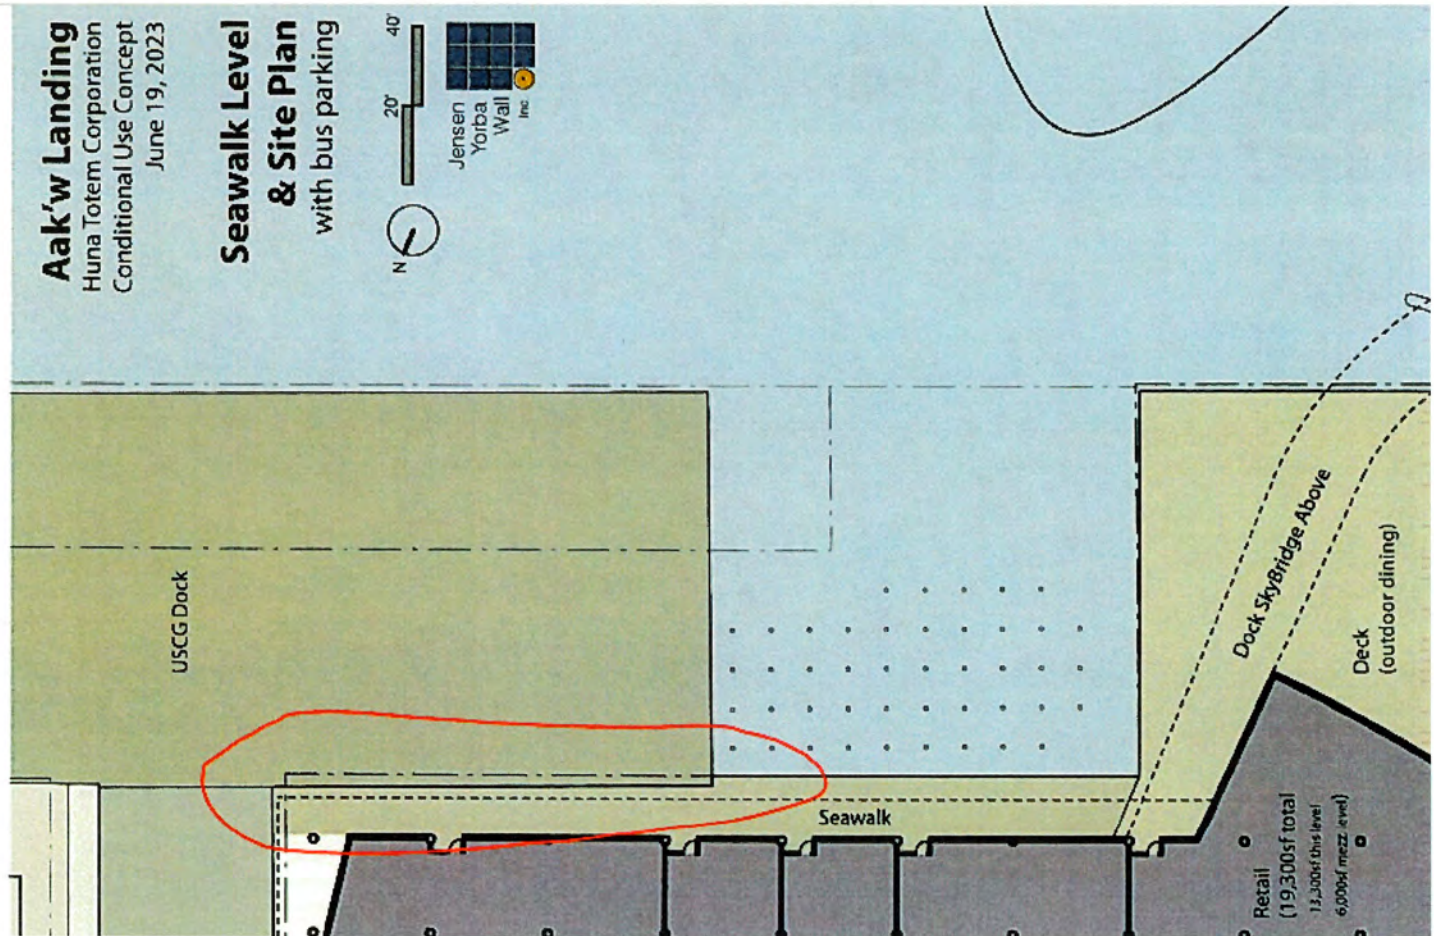 Aak'w Landing
Huna Totem Corporation
Conditional Use Concept
June 19, 2023
Seawalk Level
& Site Plan
with bus parking
N
20'
40'
Jensen
Yorba
Wall
Inc.
USCG Dock
Seawalk
Dock SkyBridge Above
Deck
(outdoor dining)
Retail
(19,300sf total
13,300sf this level
6,000sf mezz. level)